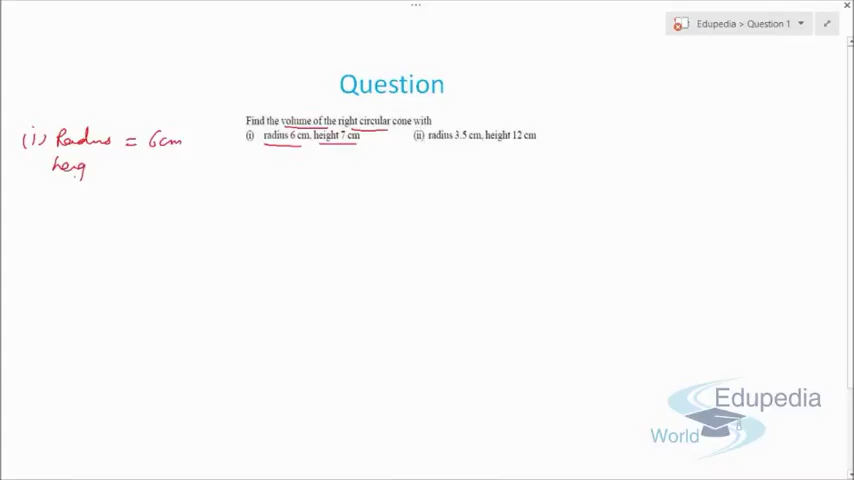 Edupedia > Question 1
Question
Find the volume of the right circular cone with
(i) radius 6 cm, height 7 cm (ii) radius 3.5 cm, height 12 cm
(i) Radius = 6cm
heig
Edupedia
World